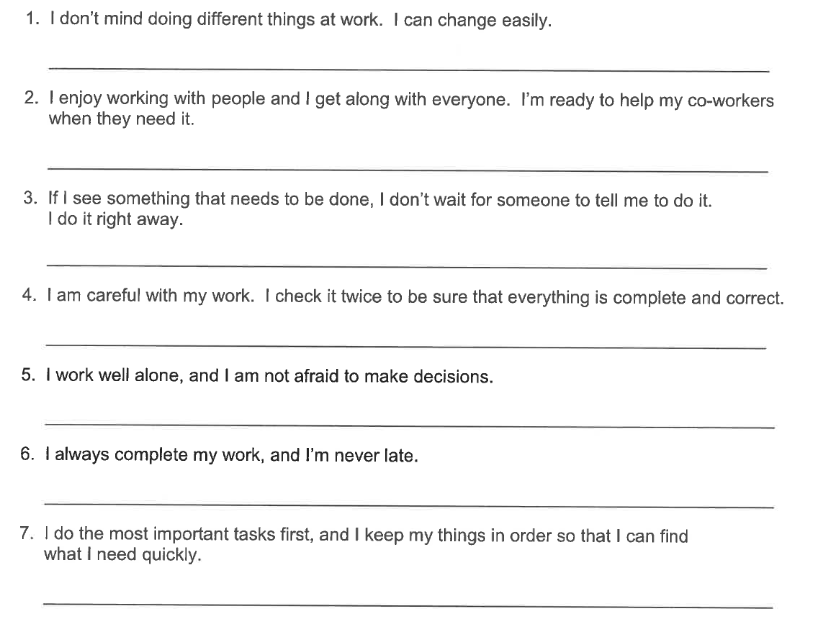 1. I don't mind doing different things at work. I can change easily.
2. I enjoy working with people and I get along with everyone. I'm ready to help my co-workers
when they need it.
3. If I see something that needs to be done, I don't wait for someone to tell me to do it.
I do it right away.
4. I am careful with my work. I check it twice to be sure that everything is complete and correct.
5. I work well alone, and I am not afraid to make decisions.
6. I always complete my work, and I'm never late.
7. I do the most important tasks first, and I keep my things in order so that I can find
what I need quickly.